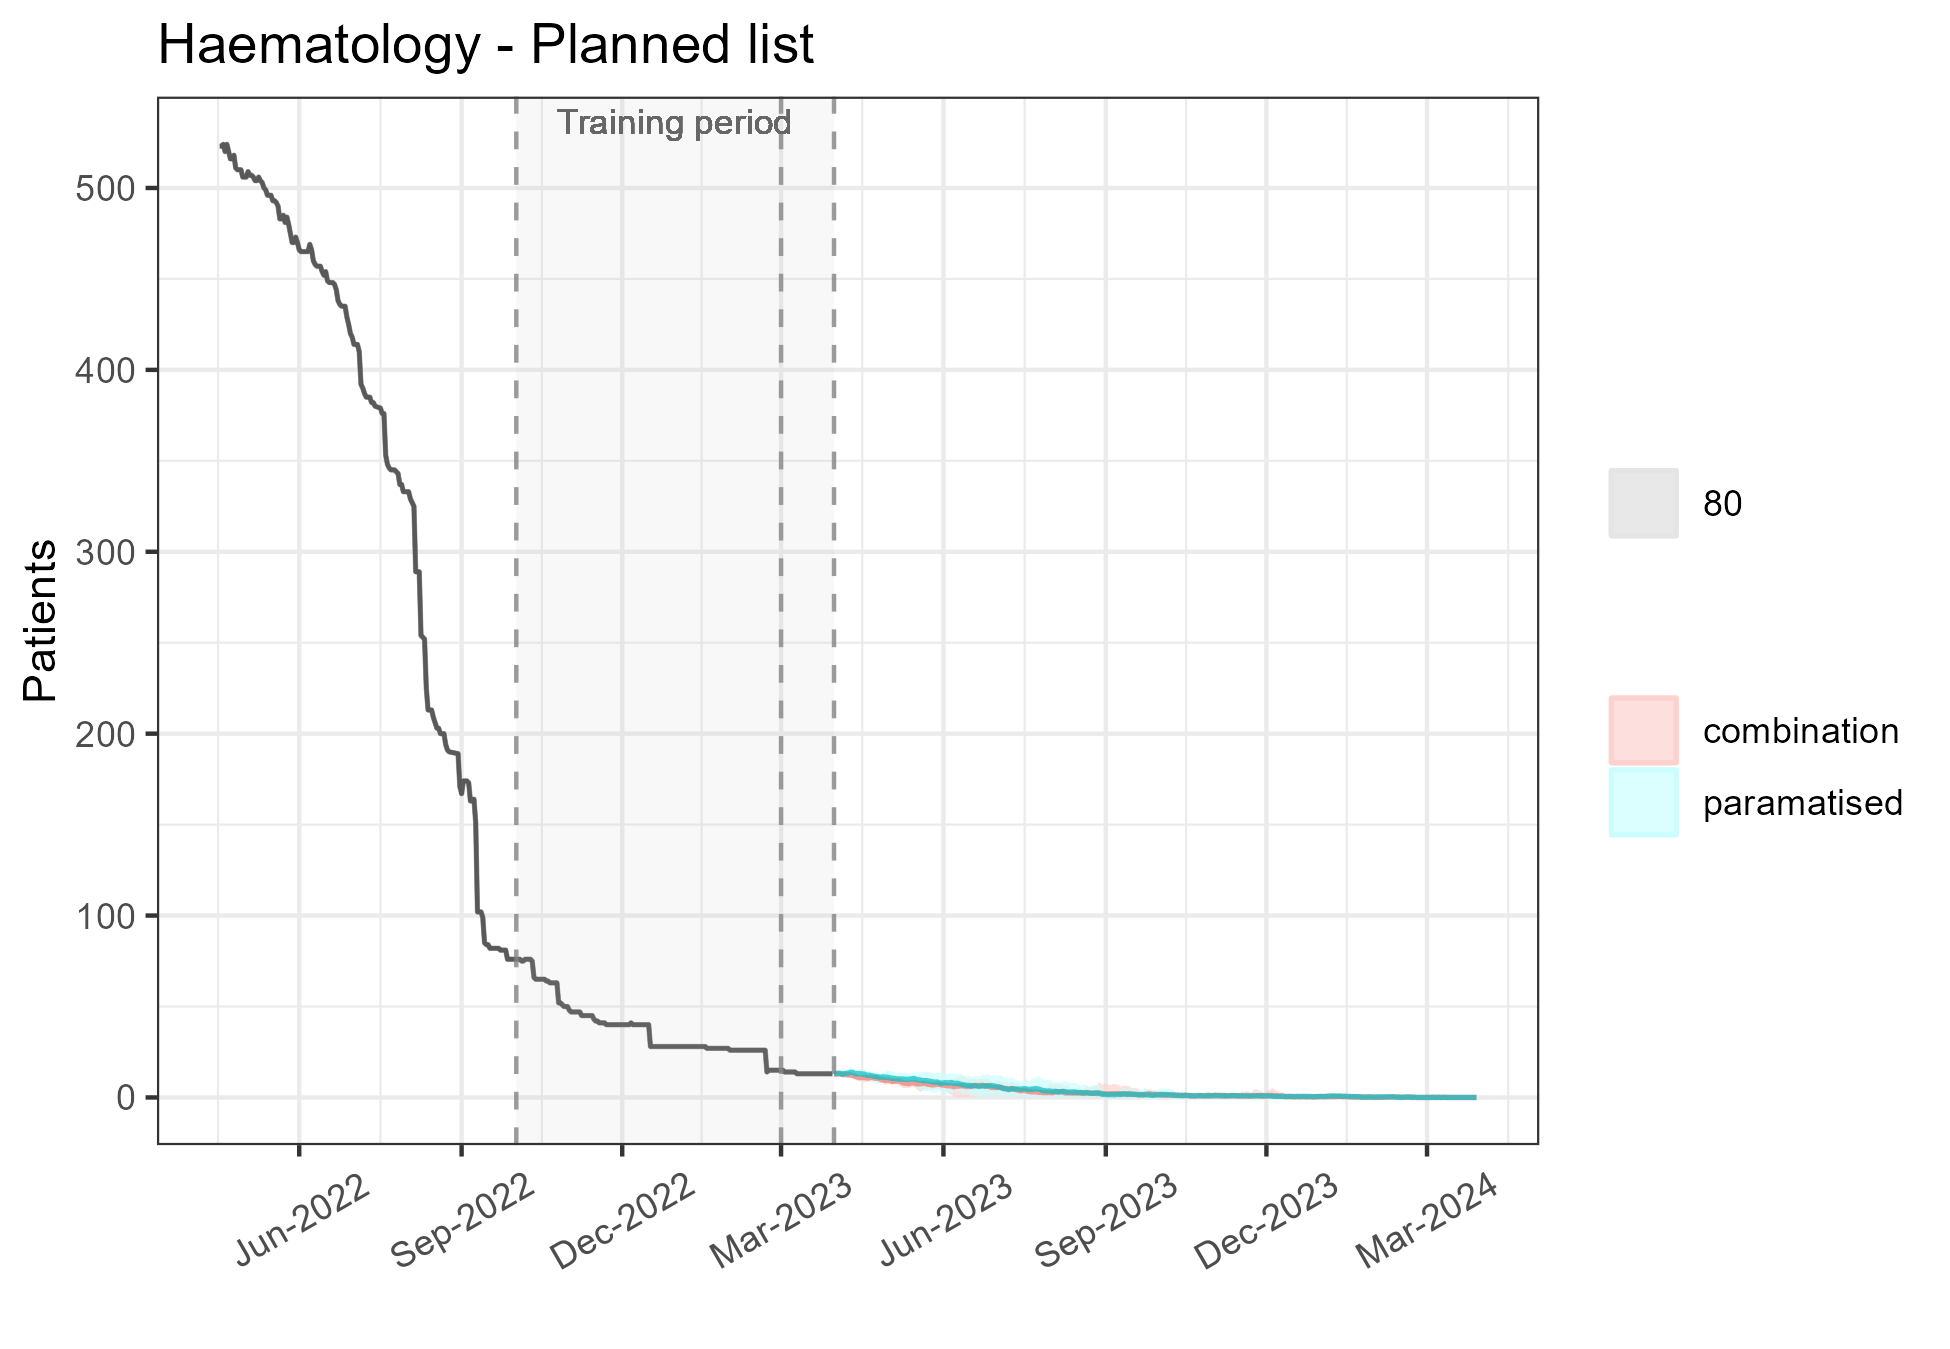 Haematology - Planned list
Training period
Patients
500
400
300
200
100
0
Jun-2022
Sep-2022
Dec-2022
Mar-2023
Jun-2023
Sep-2023
Dec-2023
Mar-2024
80
combination
paramatised